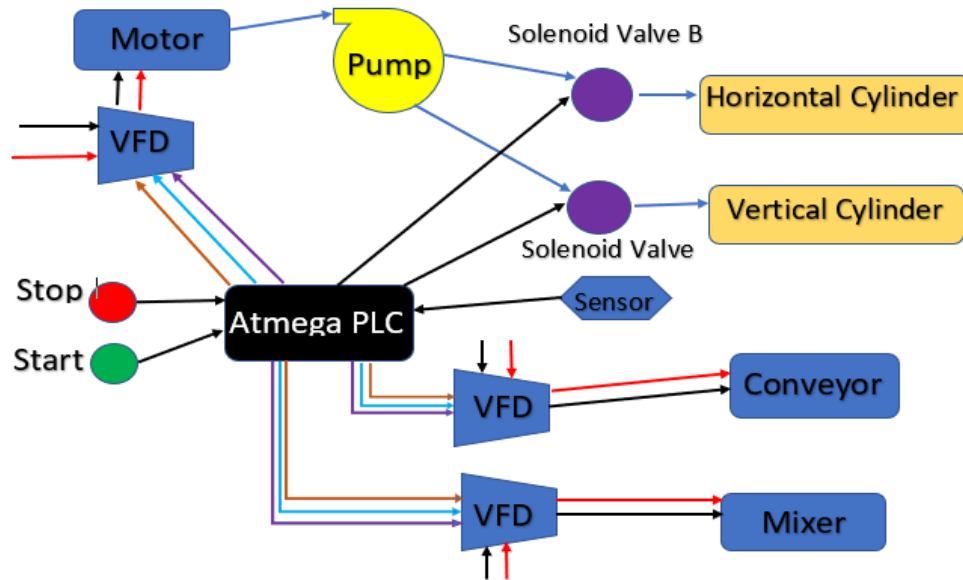 Motor
Solenoid Valve B
Pump
Horizontal Cylinder
VFD
Vertical Cylinder
Solenoid Valve
Stop
Sensor
Atmega PLC
Start
VFD
Conveyor
VFD
Mixer